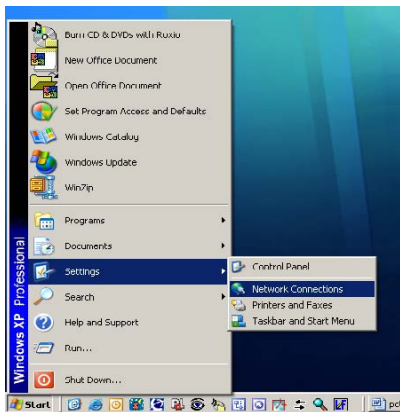 Burn CD & DVDs with Roxio
New Office Document
Open Office Document
Set Program Access and Defaults
Windows Catalog
Windows Update
WinZip
Programs
Documents
Settings
Search
Help and Support
Run...
Shut Down...
Windows XP Professional
Control Panel
Network Connections
Printers and Faxes
Taskbar and Start Menu
Start